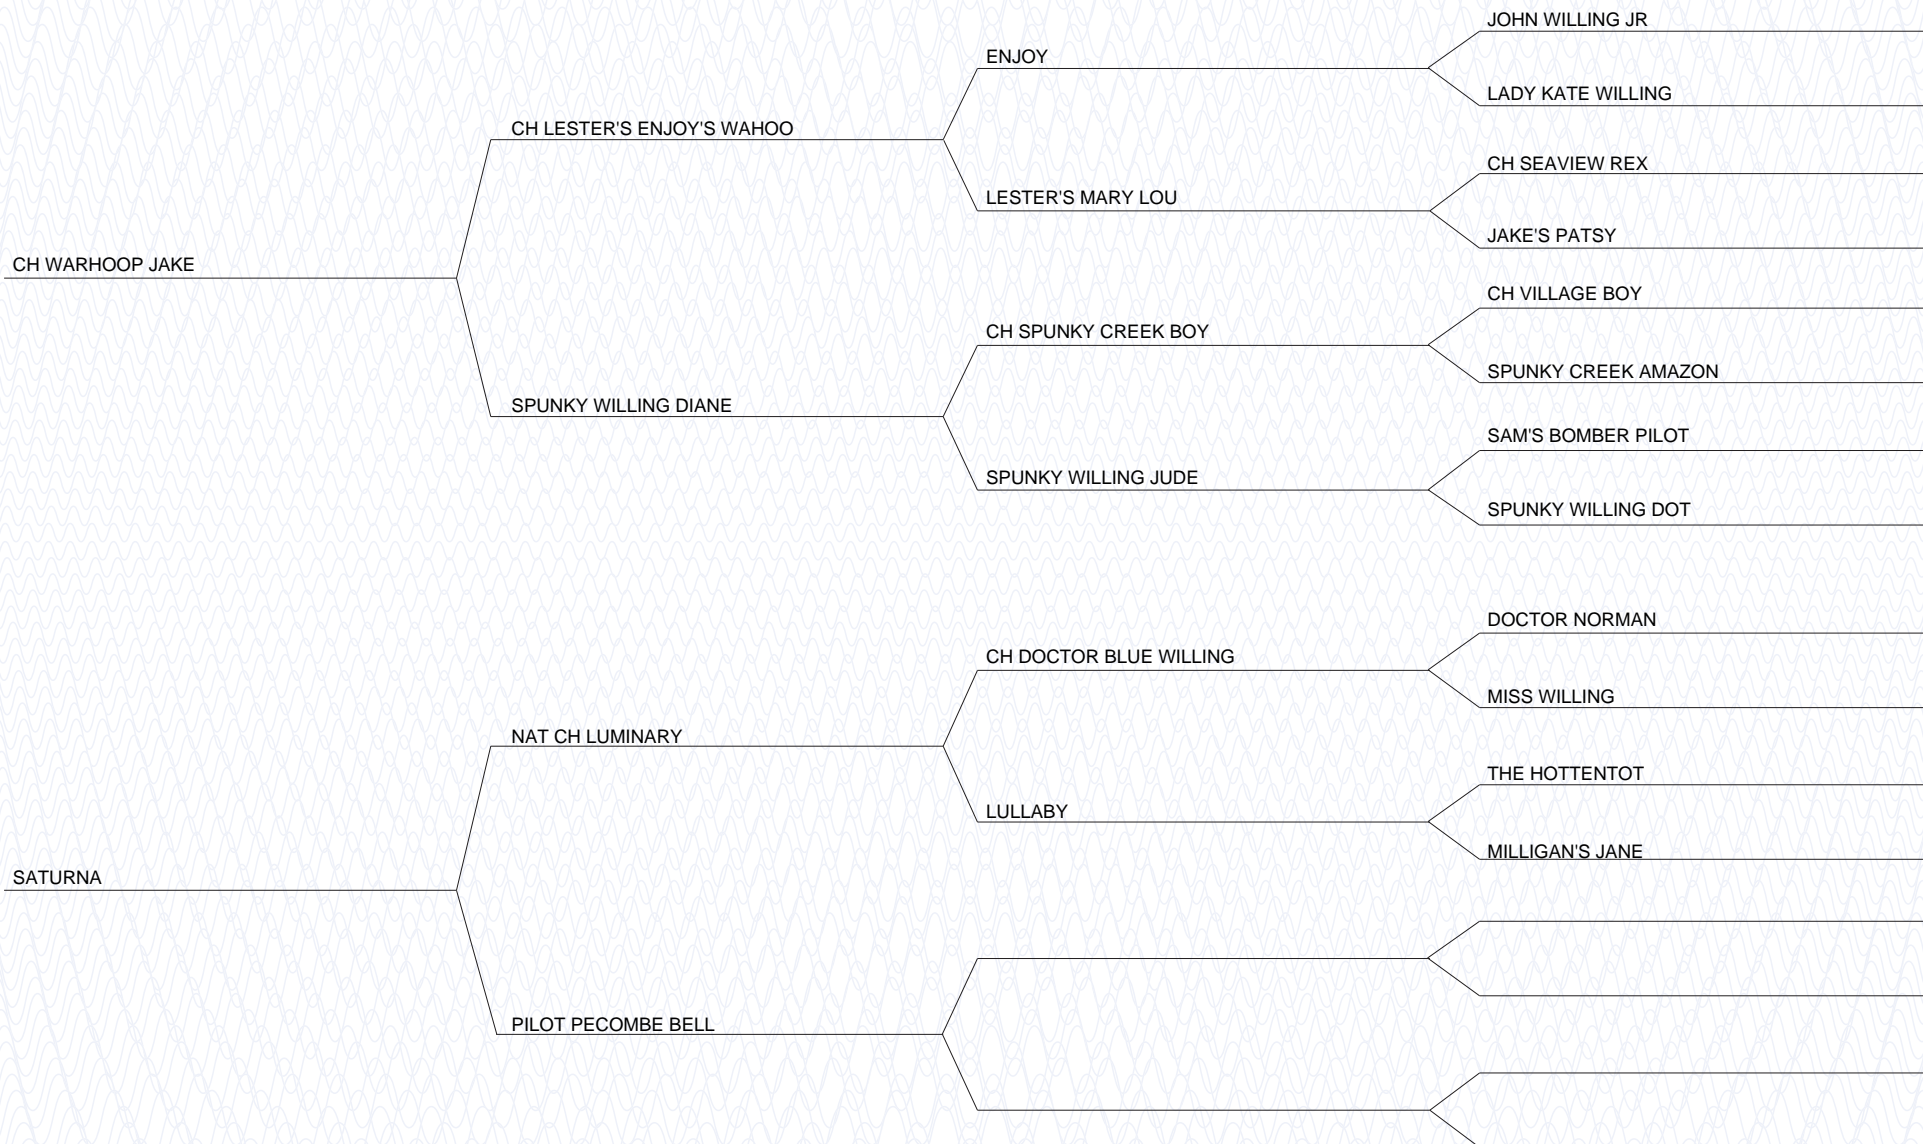 JOHN WILLING JR
ENJOY
LADY KATE WILLING
CH LESTER'S ENJOY'S WAHOO
CH SEAVIEW REX
LESTER'S MARY LOU
JAKE'S PATSY
CH WARHOOP JAKE
CH VILLAGE BOY
CH SPUNKY CREEK BOY
SPUNKY CREEK AMAZON
SPUNKY WILLING DIANE
SAM'S BOMBER PILOT
SPUNKY WILLING JUDE
SPUNKY WILLING DOT
DOCTOR NORMAN
CH DOCTOR BLUE WILLING
MISS WILLING
NAT CH LUMINARY
THE HOTTENTOT
LULLABY
MILLIGAN'S JANE
SATURNA
PILOT PECOMBE BELL